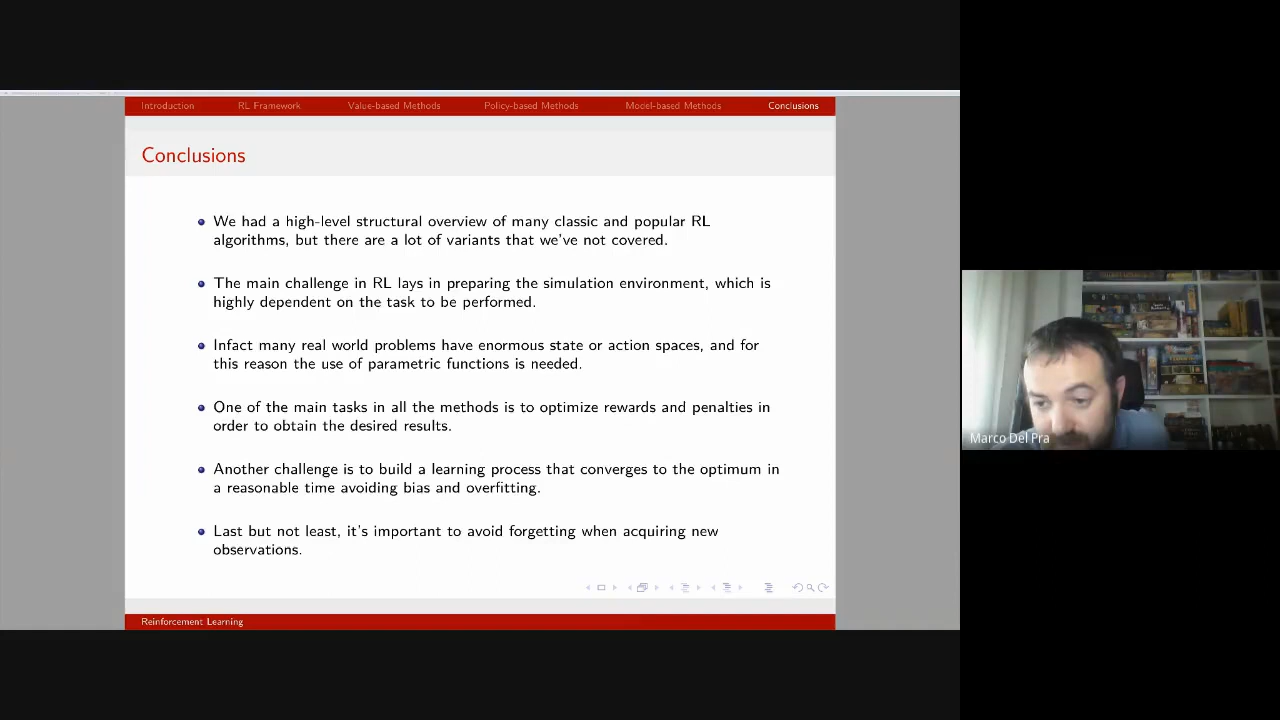 Introduction RL Framework Value-based Methods Policy-based Methods Model-based Methods Conclusions
Conclusions
We had a high-level structural overview of many classic and popular RL
algorithms, but there are a lot of variants that we've not covered.
The main challenge in RL lays in preparing the simulation environment, which is
highly dependent on the task to be performed.
Infact many real world problems have enormous state or action spaces, and for
this reason the use of parametric functions is needed.
One of the main tasks in all the methods is to optimize rewards and penalties in
order to obtain the desired results.
Another challenge is to build a learning process that converges to the optimum in
a reasonable time avoiding bias and overfitting.
Last but not least, it's important to avoid forgetting when acquiring new
observations.
Reinforcement Learning
Marco Del Pra